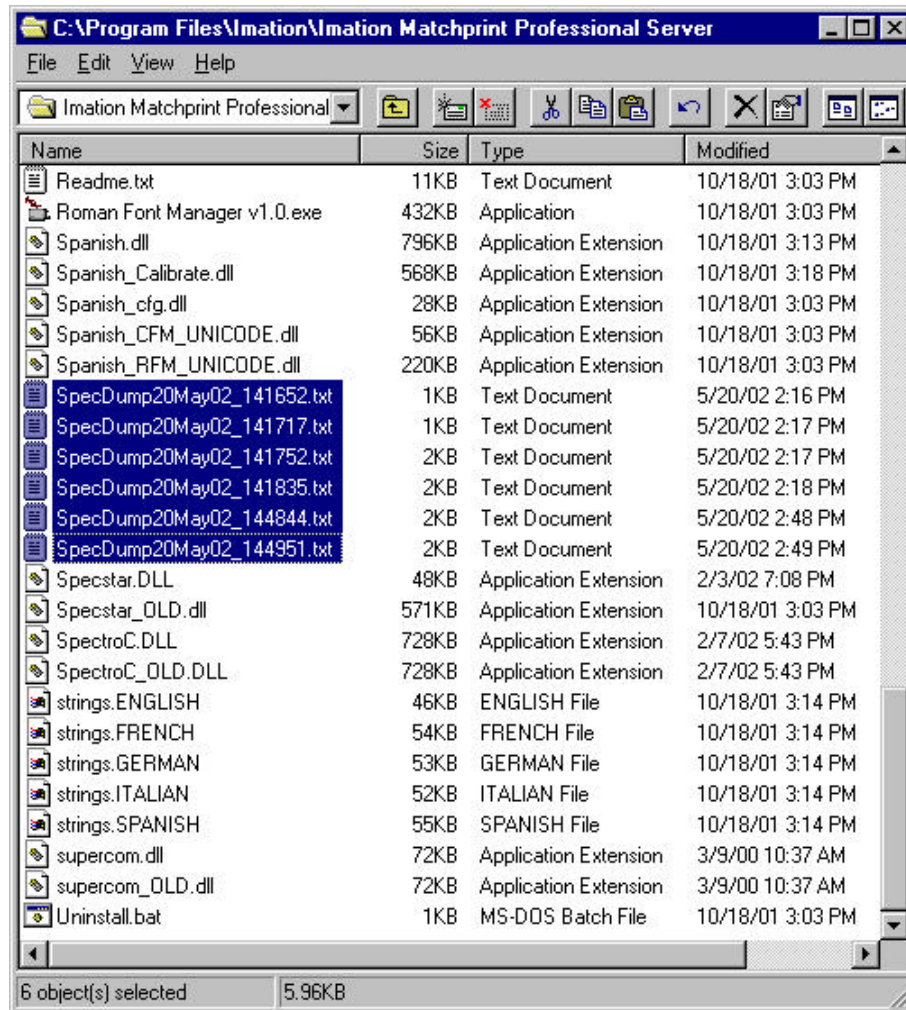 C:\Program Files\Imation\Imation Matchprint Professional Server
File Edit View Help
Imation Matchprint Professional
Name Size Type Modified
Readme.txt 11KB Text Document 10/18/01 3:03 PM
Roman Font Manager v1.0.exe 432KB Application 10/18/01 3:03 PM
Spanish.dll 796KB Application Extension 10/18/01 3:13 PM
Spanish_Calibrate.dll 568KB Application Extension 10/18/01 3:18 PM
Spanish_cfg.dll 28KB Application Extension 10/18/01 3:03 PM
Spanish_CFM_UNICODE.dll 56KB Application Extension 10/18/01 3:03 PM
Spanish_RFM_UNICODE.dll 220KB Application Extension 10/18/01 3:03 PM
SpecDump20May02_141652.txt 1KB Text Document 5/20/02 2:16 PM
SpecDump20May02_141717.txt 1KB Text Document 5/20/02 2:17 PM
SpecDump20May02_141752.txt 2KB Text Document 5/20/02 2:17 PM
SpecDump20May02_141835.txt 2KB Text Document 5/20/02 2:18 PM
SpecDump20May02_144844.txt 2KB Text Document 5/20/02 2:48 PM
SpecDump20May02_144951.txt 2KB Text Document 5/20/02 2:49 PM
Specstar.DLL 48KB Application Extension 2/3/02 7:08 PM
Specstar_OLD.dll 571KB Application Extension 10/18/01 3:03 PM
SpectroC.DLL 728KB Application Extension 2/7/02 5:43 PM
SpectroC_OLD.DLL 728KB Application Extension 2/7/02 5:43 PM
strings.ENGLISH 46KB ENGLISH File 10/18/01 3:14 PM
strings.FRENCH 54KB FRENCH File 10/18/01 3:14 PM
strings.GERMAN 53KB GERMAN File 10/18/01 3:14 PM
strings.ITALIAN 52KB ITALIAN File 10/18/01 3:14 PM
strings.SPANISH 55KB SPANISH File 10/18/01 3:14 PM
supercom.dll 72KB Application Extension 3/9/00 10:37 AM
supercom_OLD.dll 72KB Application Extension 3/9/00 10:37 AM
Uninstall.bat 1KB MS-DOS Batch File 10/18/01 3:03 PM
6 object(s) selected 5.96KB